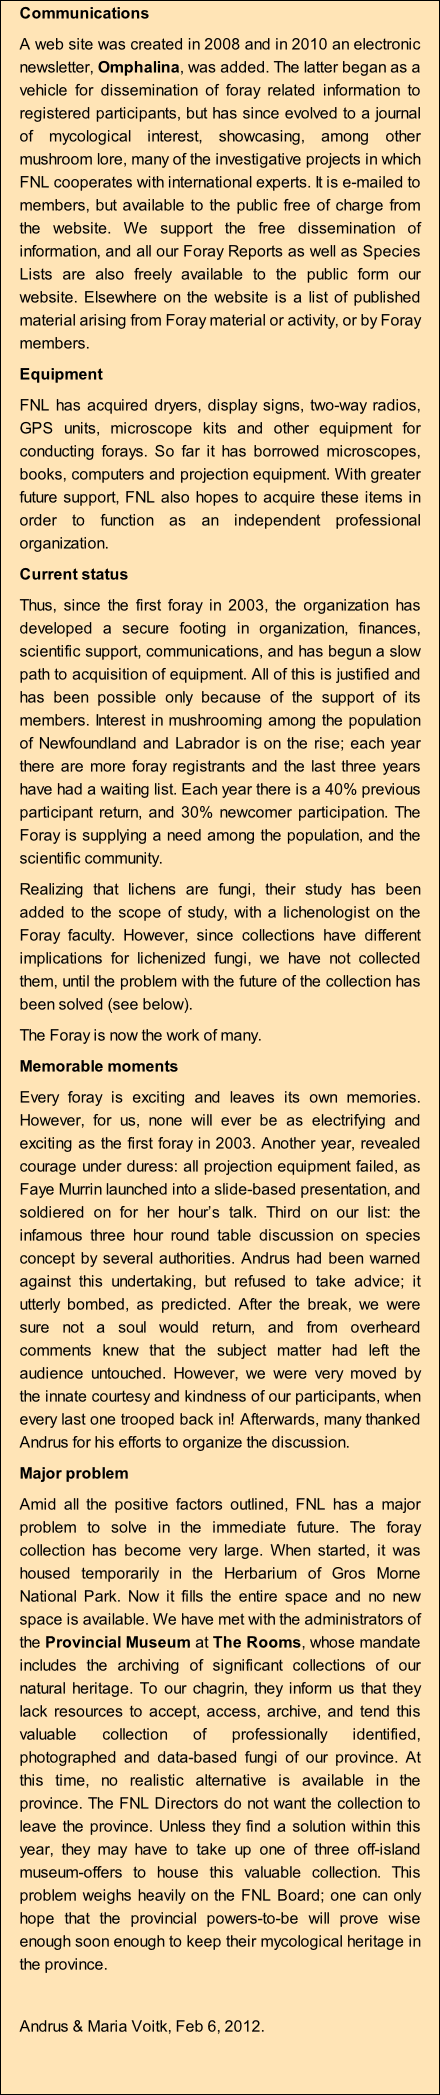 Communications
A web site was created in 2008 and in 2010 an electronic
newsletter, Omphalina, was added. The latter began as a
vehicle for dissemination of foray related information to
registered participants, but has since evolved to a journal
of mycological interest, showcasing, among other
mushroom lore, many of the investigative projects in which
FNL cooperates with international experts. It is e-mailed to
members, but available to the public free of charge from
the website. We support the free dissemination of
information, and all our Foray Reports as well as Species
Lists are also freely available to the public form our
website. Elsewhere on the website is a list of published
material arising from Foray material or activity, or by Foray
members.
Equipment
FNL has acquired dryers, display signs, two-way radios,
GPS units, microscope kits and other equipment for
conducting forays. So far it has borrowed microscopes,
books, computers and projection equipment. With greater
future support, FNL also hopes to acquire these items in
order to function as an independent professional
organization.
Current status
Thus, since the first foray in 2003, the organization has
developed a secure footing in organization, finances,
scientific support, communications, and has begun a slow
path to acquisition of equipment. All of this is justified and
has been possible only because of the support of its
members. Interest in mushrooming among the population
of Newfoundland and Labrador is on the rise; each year
there are more foray registrants and the last three years
have had a waiting list. Each year there is a 40% previous
participant return, and 30% newcomer participation. The
Foray is supplying a need among the population, and the
scientific community.
Realizing that lichens are fungi, their study has been
added to the scope of study, with a lichenologist on the
Foray faculty. However, since collections have different
implications for lichenized fungi, we have not collected
them, until the problem with the future of the collection has
been solved (see below).
The Foray is now the work of many.
Memorable moments
Every foray is exciting and leaves its own memories.
However, for us, none will ever be as electrifying and
exciting as the first foray in 2003. Another year, revealed
courage under duress: all projection equipment failed, as
Faye Murrin launched into a slide-based presentation, and
soldiered on for her hour's talk. Third on our list: the
infamous three hour round table discussion on species
concept by several authorities. Andrus had been warned
against this undertaking, but refused to take advice; it
utterly bombed, as predicted. After the break, we were
sure not a soul would return, and from overheard
comments knew that the subject matter had left the
audience untouched. However, we were very moved by
the innate courtesy and kindness of our participants, when
every last one trooped back in! Afterwards, many thanked
Andrus for his efforts to organize the discussion.
Major problem
Amid all the positive factors outlined, FNL has a major
problem to solve in the immediate future. The foray
collection has become very large. When started, it was
housed temporarily in the Herbarium of Gros Morne
National Park. Now it fills the entire space and no new
space is available. We have met with the administrators of
the Provincial Museum at The Rooms, whose mandate
includes the archiving of significant collections of our
natural heritage. To our chagrin, they inform us that they
lack resources to accept, access, archive, and tend this
valuable collection of professionally identified,
photographed and data-based fungi of our province. At
this time, no realistic alternative is available in the
province. The FNL Directors do not want the collection to
leave the province. Unless they find a solution within this
year, they may have to take up one of three off-island
museum-offers to house this valuable collection. This
problem weighs heavily on the FNL Board; one can only
hope that the provincial powers-to-be will prove wise
enough soon enough to keep their mycological heritage in
the province.
Andrus & Maria Voitk, Feb 6, 2012.